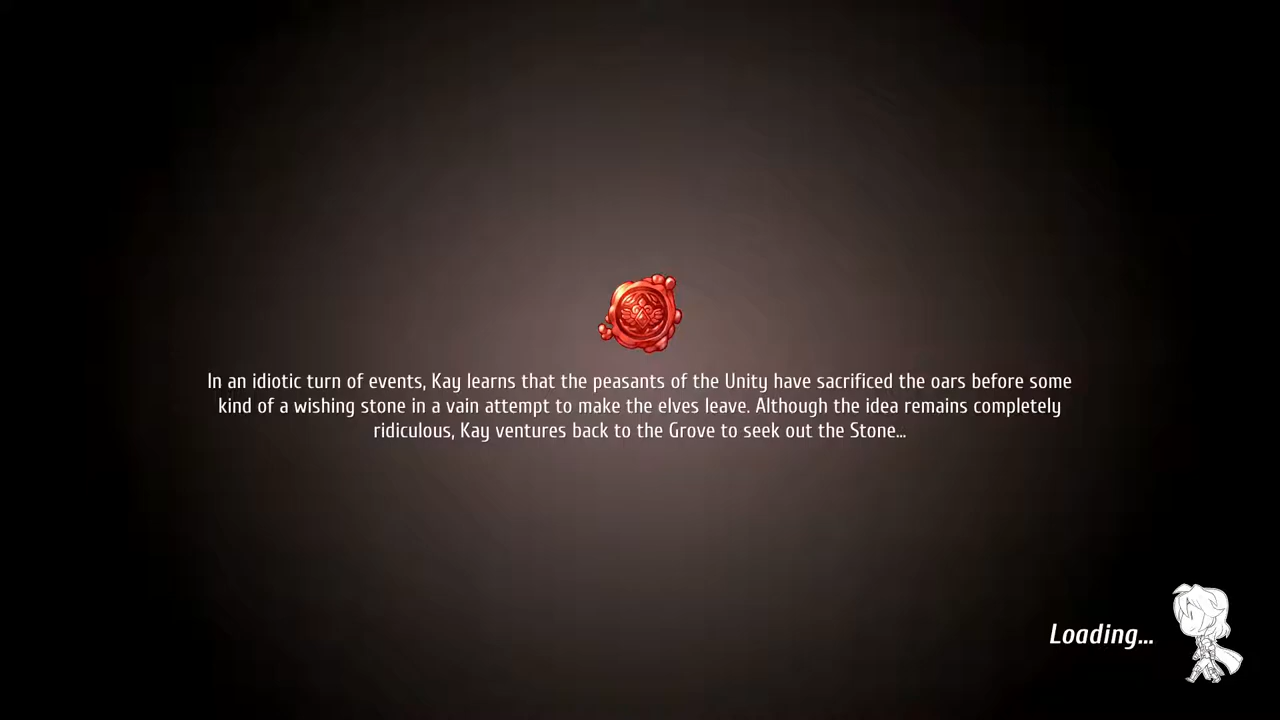 In an idiotic turn of events, Kay learns that the peasants of the Unity have sacrificed the oars before some
kind of a wishing stone in a vain attempt to make the elves leave. Although the idea remains completely
ridiculous, Kay ventures back to the Grove to seek out the Stone...
Loading...